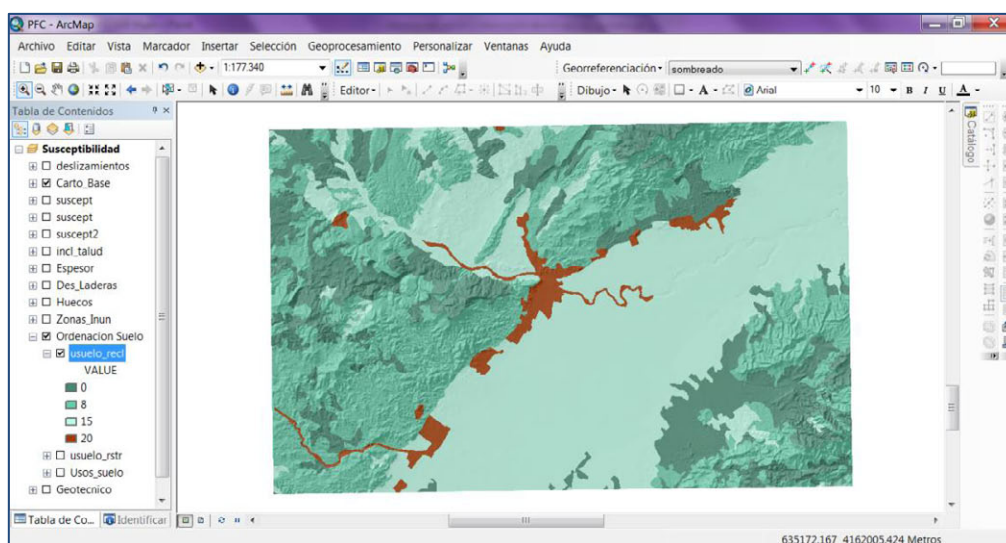 PFC - ArcMap
Archivo Editar Vista Marcador Insertar Selección Geoprocesamiento Personalizar Ventanas Ayuda
1:177.340 Georreferenciación sombreado
Editor Dibujo A Arial 10 B I U A
Tabla de Contenidos
Susceptibilidad
deslizamientos
Carto_Base
suscept
suscept
suscept2
incl_talud
Espesor
Des_Laderas
Huecos
Zonas_Inun
Ordenacion Suelo
usuelo_recl
VALUE
0
8
15
20
usuelo_rstr
Usos_suelo
Geotecnico
Tabla de Co... Identificar
Catálogo
635172,167 4162005,424 Metros